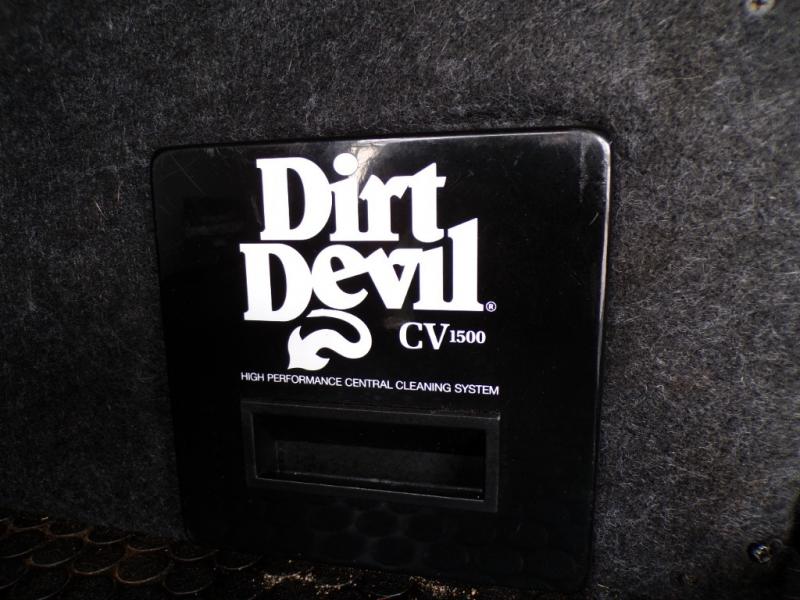 Dirt
Devil®
CV1500
HIGH PERFORMANCE CENTRAL CLEANING SYSTEM